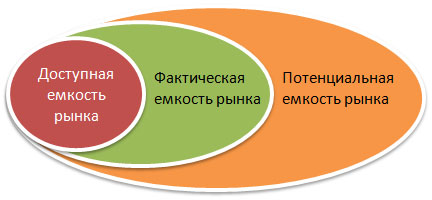 Доступная
емкость
рынка
Фактическая
емкость рынка
Потенциальная
емкость рынка